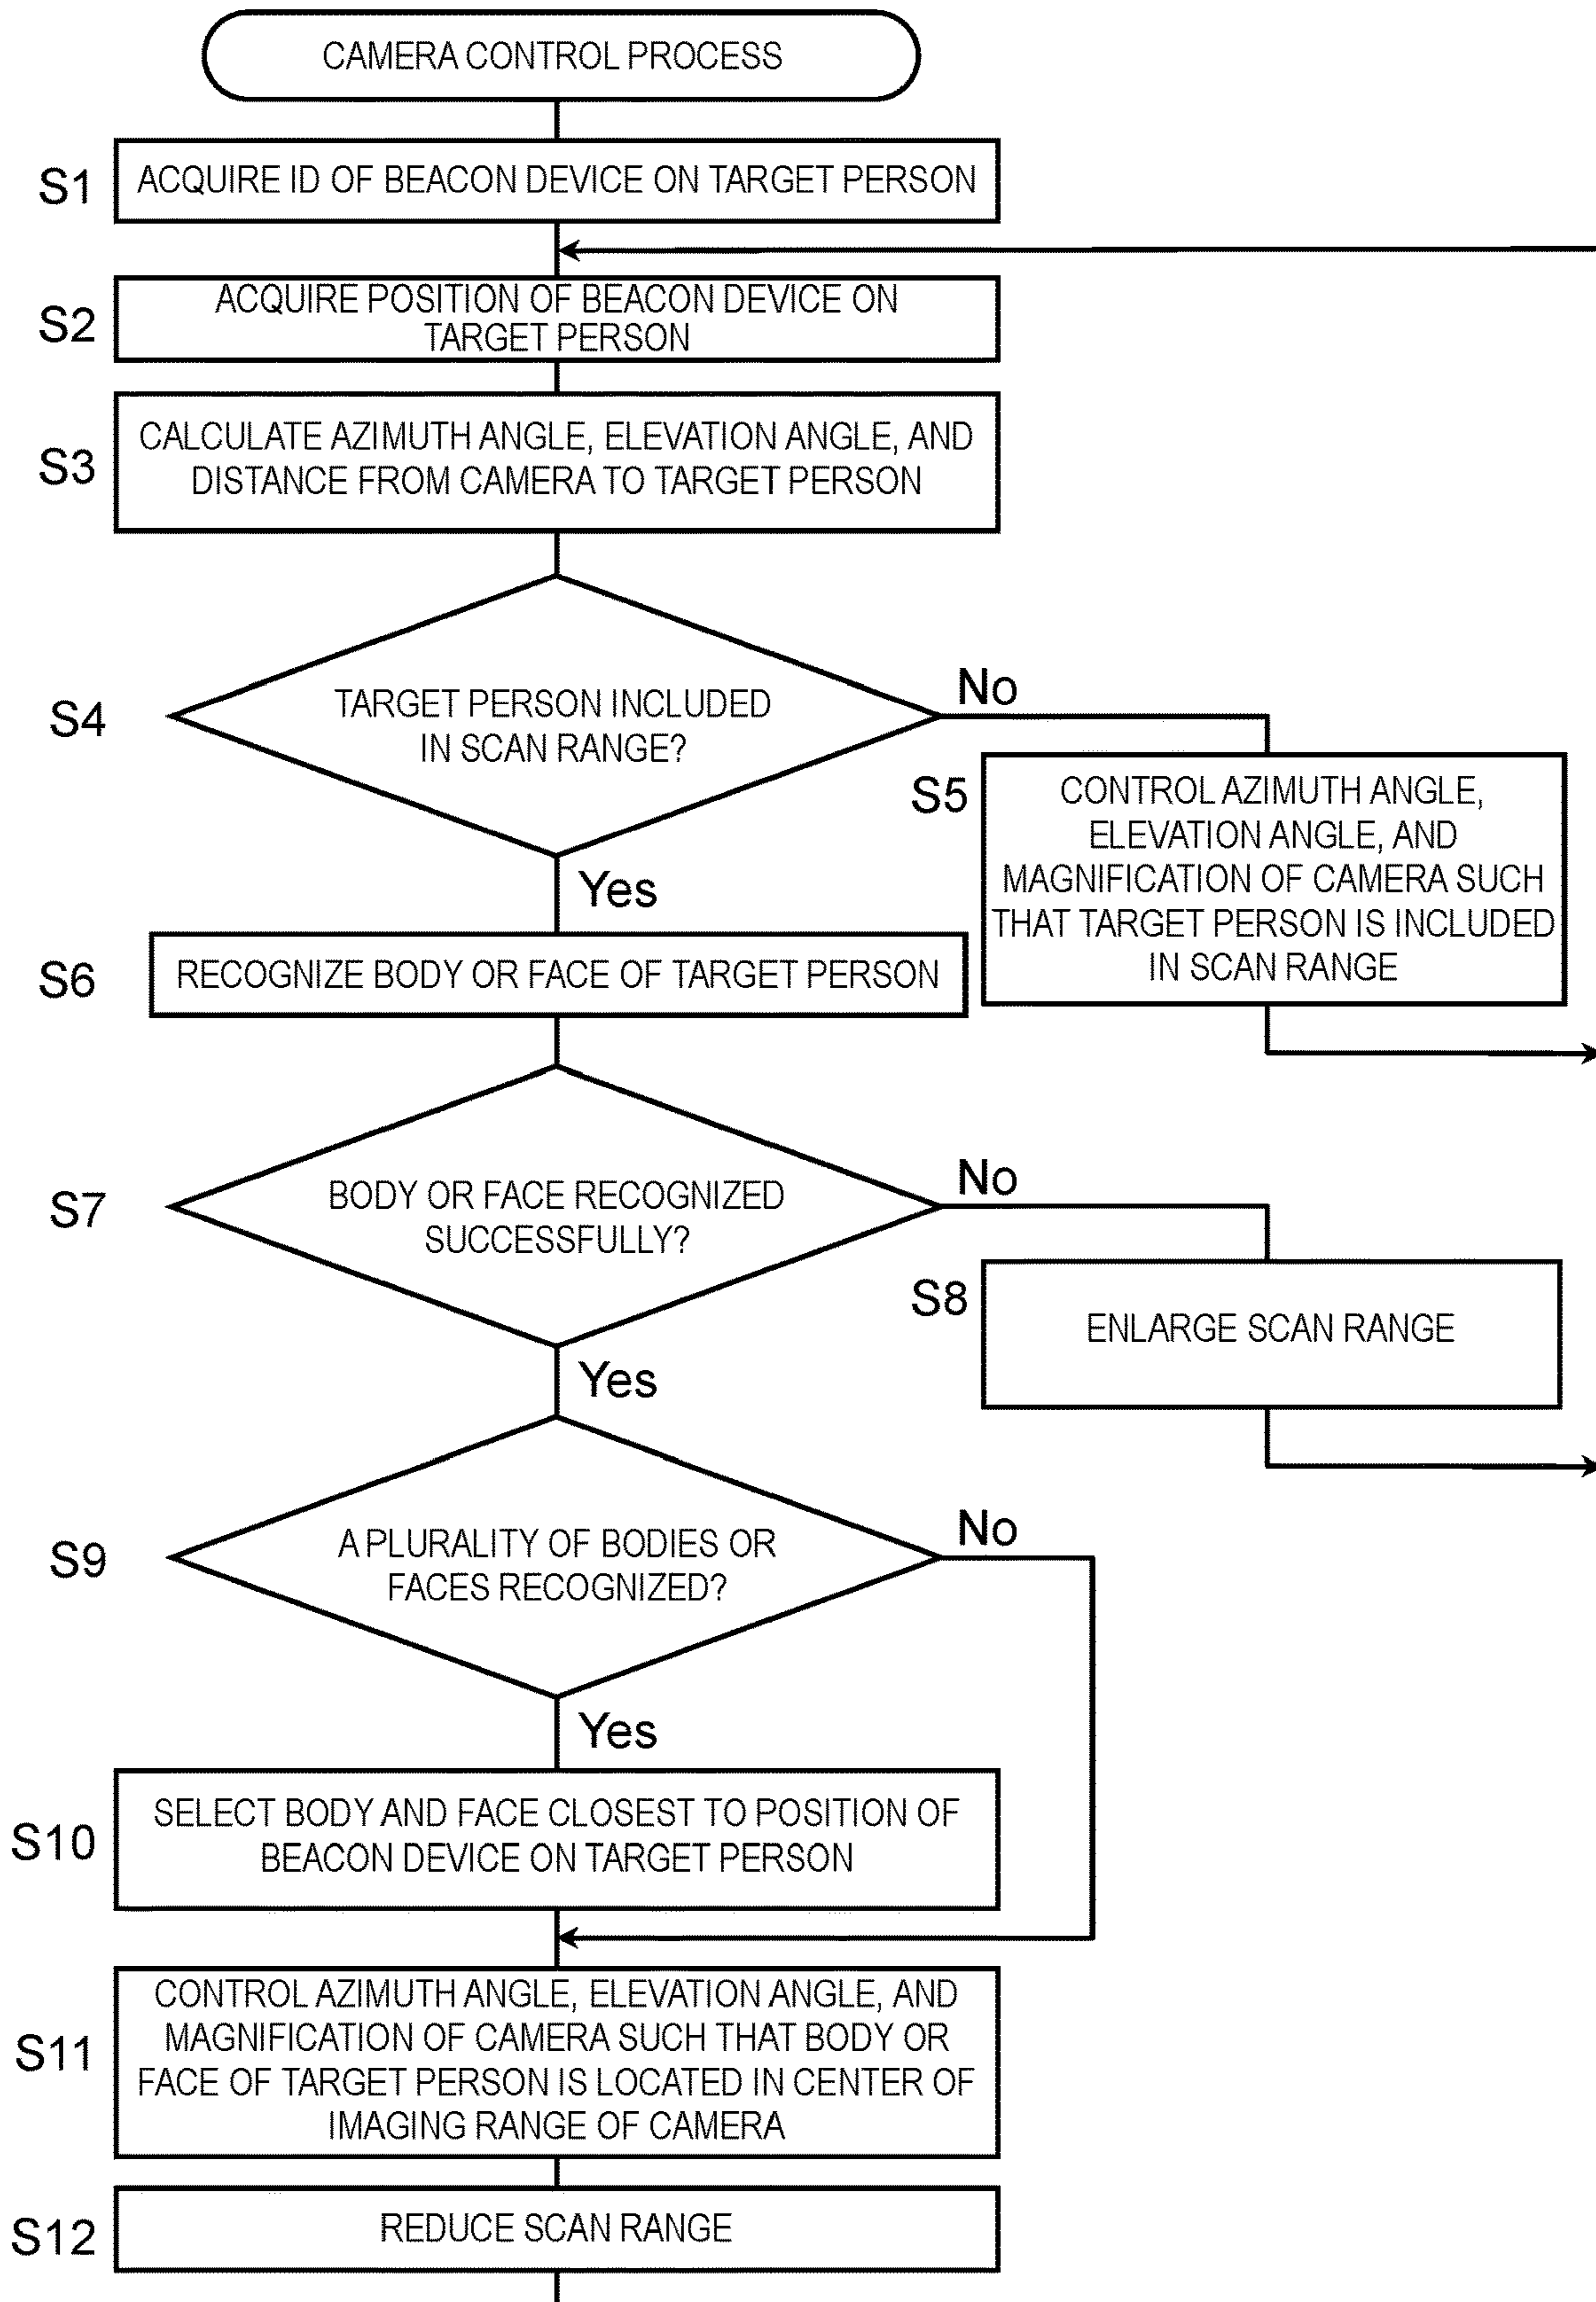 CAMERA CONTROL PROCESS
S1
ACQUIRE ID OF BEACON DEVICE ON TARGET PERSON
S2
ACQUIRE POSITION OF BEACON DEVICE ON
TARGET PERSON
S3
CALCULATE AZIMUTH ANGLE, ELEVATION ANGLE, AND
DISTANCE FROM CAMERA TO TARGET PERSON
S4
TARGET PERSON INCLUDED
IN SCAN RANGE?
No
Yes
S5
CONTROL AZIMUTH ANGLE,
ELEVATION ANGLE, AND
MAGNIFICATION OF CAMERA SUCH
THAT TARGET PERSON IS INCLUDED
IN SCAN RANGE
S6
RECOGNIZE BODY OR FACE OF TARGET PERSON
S7
BODY OR FACE RECOGNIZED
SUCCESSFULLY?
No
Yes
S8
ENLARGE SCAN RANGE
S9
A PLURALITY OF BODIES OR
FACES RECOGNIZED?
No
Yes
S10
SELECT BODY AND FACE CLOSEST TO POSITION OF
BEACON DEVICE ON TARGET PERSON
S11
CONTROL AZIMUTH ANGLE, ELEVATION ANGLE, AND
MAGNIFICATION OF CAMERA SUCH THAT BODY OR
FACE OF TARGET PERSON IS LOCATED IN CENTER OF
IMAGING RANGE OF CAMERA
S12
REDUCE SCAN RANGE